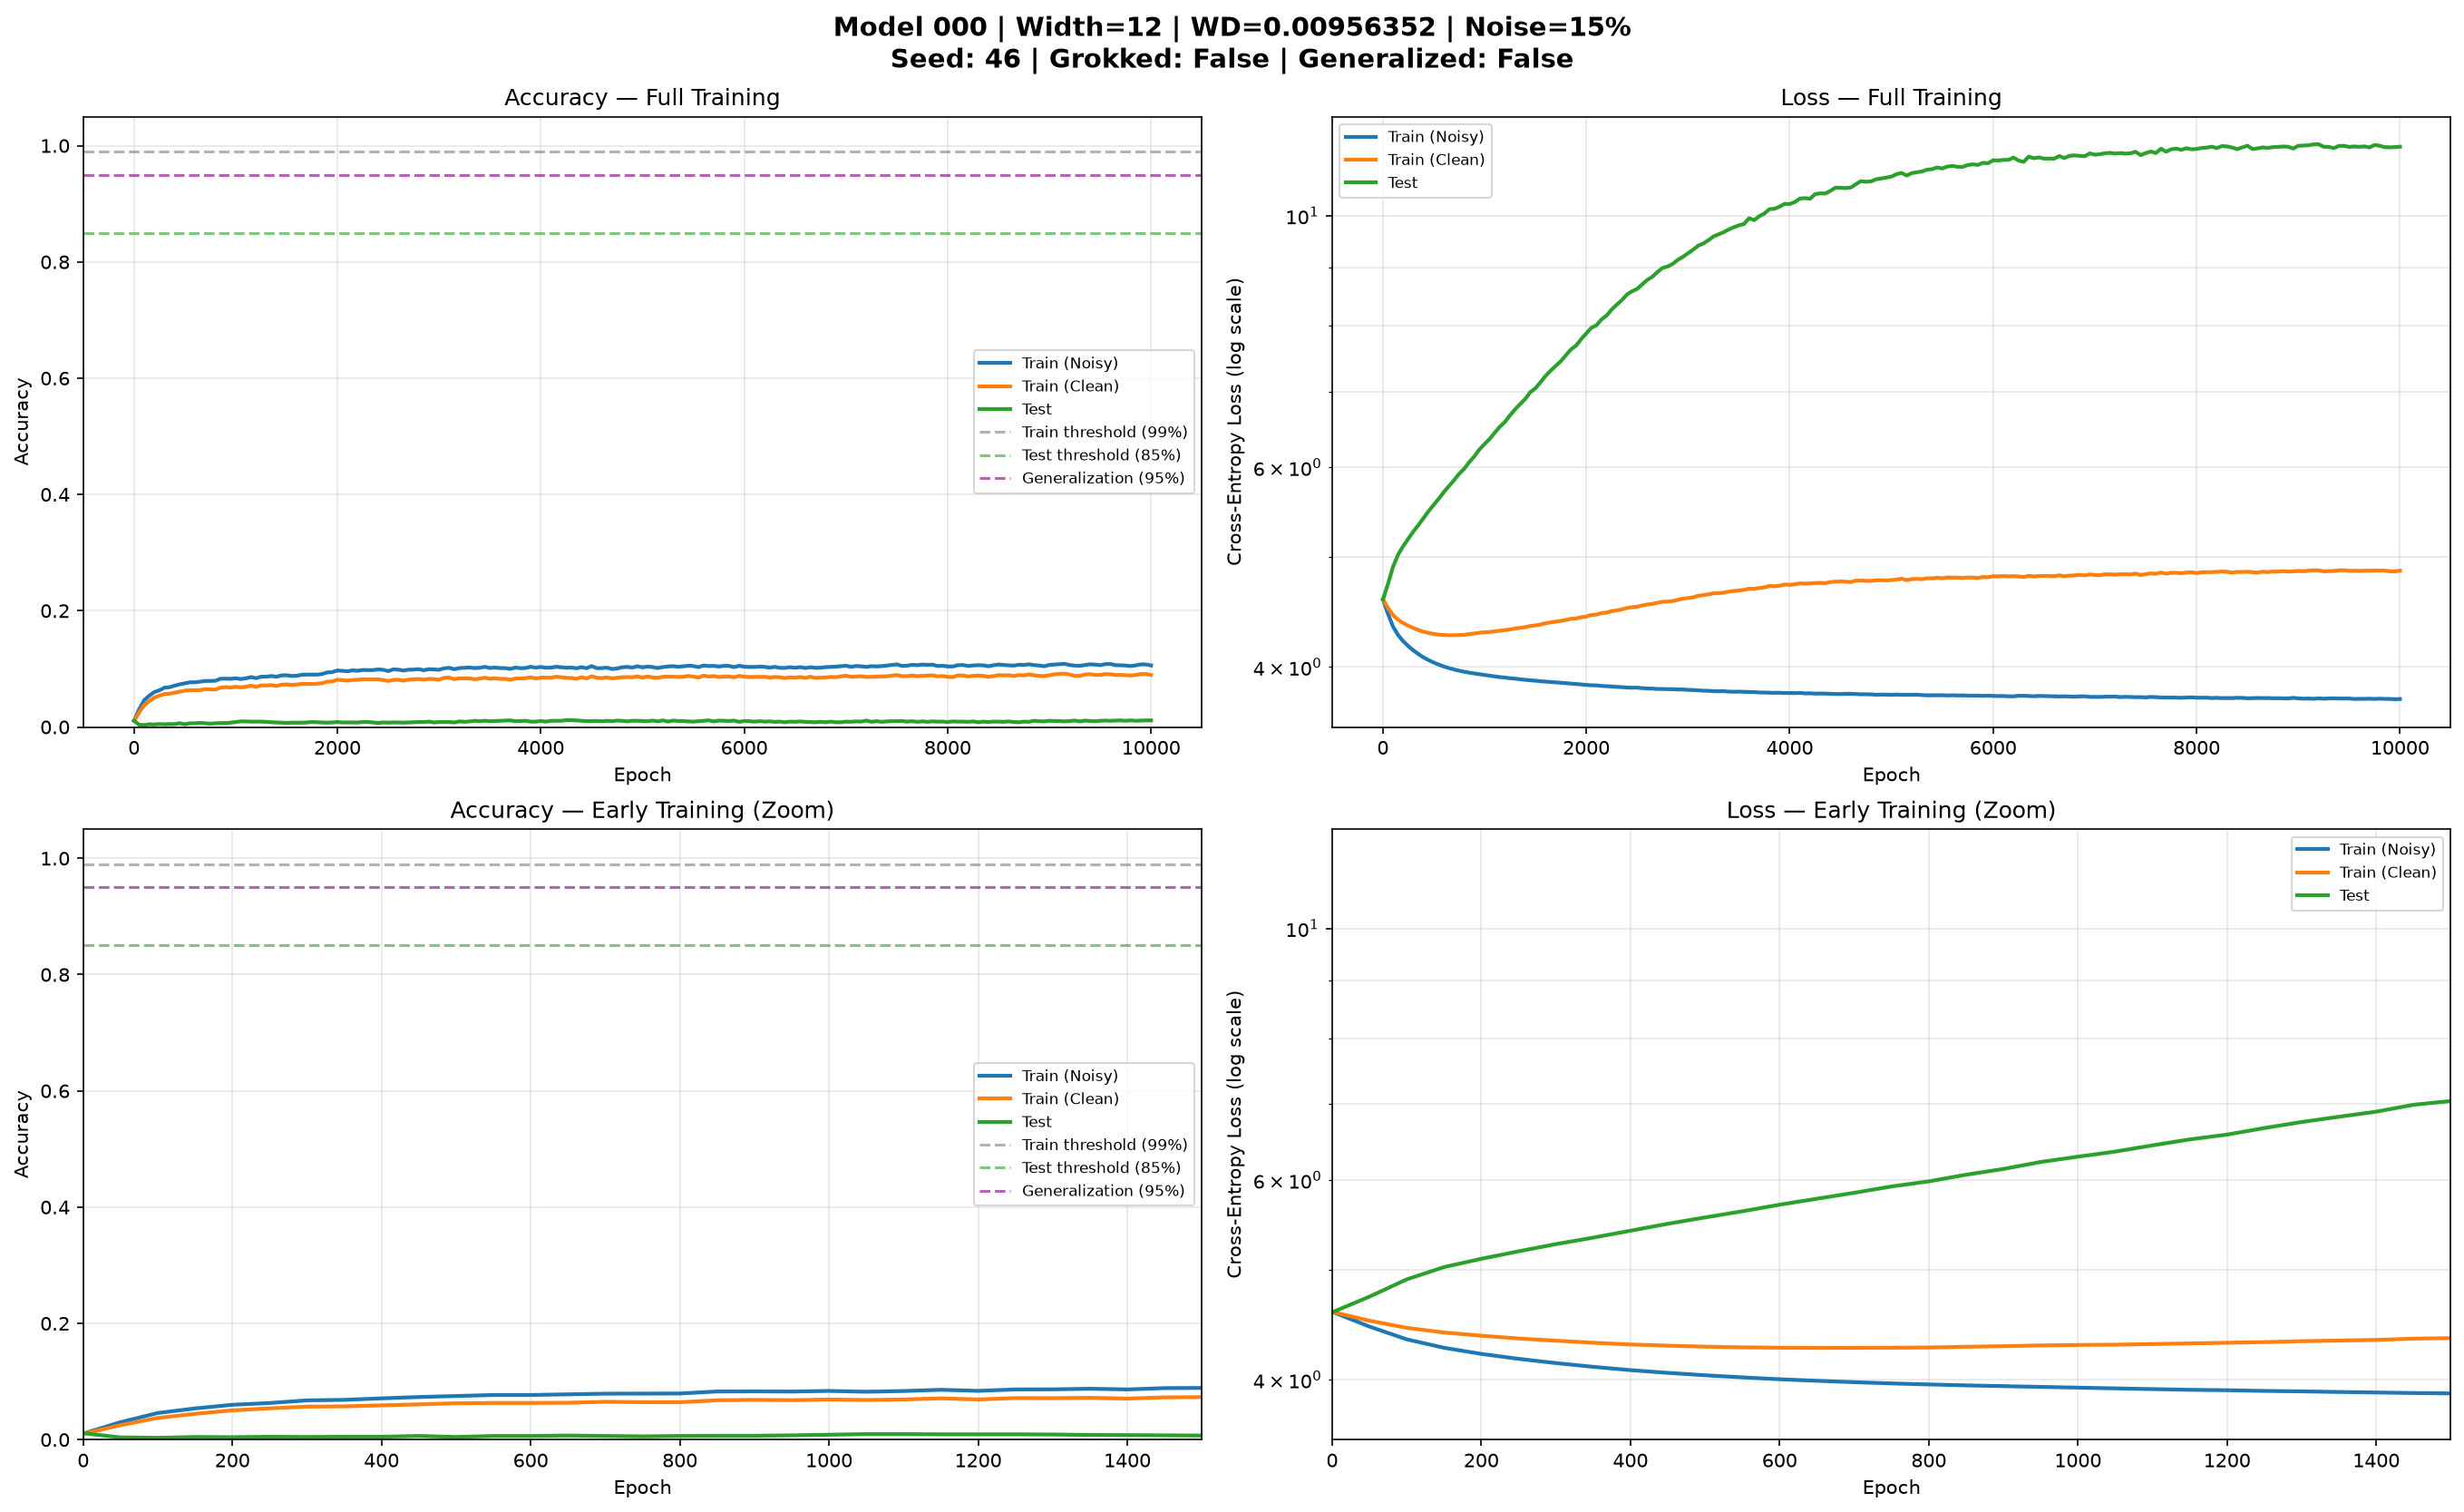 Model 000 | Width=12 | WD=0.00956352 | Noise=15%
Seed: 46 | Grokked: False | Generalized: False
Accuracy — Full Training
1.0
0.8
0.6
0.4
0.2
0.0
Accuracy
Train (Noisy)
Train (Clean)
Test
Train threshold (99%)
Test threshold (85%)
Generalization (95%)
0 2000 4000 6000 8000 10000
Epoch
Loss — Full Training
Train (Noisy)
Train (Clean)
Test
10¹
6 × 10⁰
4 × 10⁰
Cross-Entropy Loss (log scale)
0 2000 4000 6000 8000 10000
Epoch
Accuracy — Early Training (Zoom)
1.0
0.8
0.6
0.4
0.2
0.0
Accuracy
Train (Noisy)
Train (Clean)
Test
Train threshold (99%)
Test threshold (85%)
Generalization (95%)
0 200 400 600 800 1000 1200 1400
Epoch
Loss — Early Training (Zoom)
Train (Noisy)
Train (Clean)
Test
10¹
6 × 10⁰
4 × 10⁰
Cross-Entropy Loss (log scale)
0 200 400 600 800 1000 1200 1400
Epoch